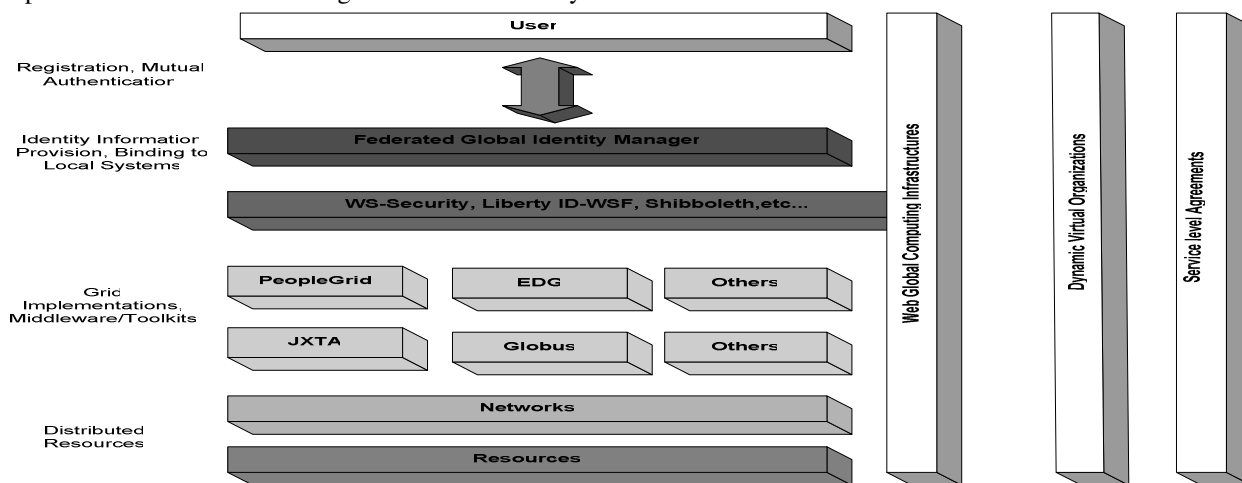 User
Registration, Mutual
Authentication
Federated Global Identity Manager
Identity Information
Provision, Binding to
Local Systems
WS-Security, Liberty ID-WSF, Shibboleth,etc...
PeopleGrid
EDG
Others
Grid
Implementations,
Middleware/Toolkits
JXTA
Globus
Others
Networks
Distributed
Resources
Resources
Web Global Computing Infrastructures
Dynamic Virtual Organizations
Service level Agreements